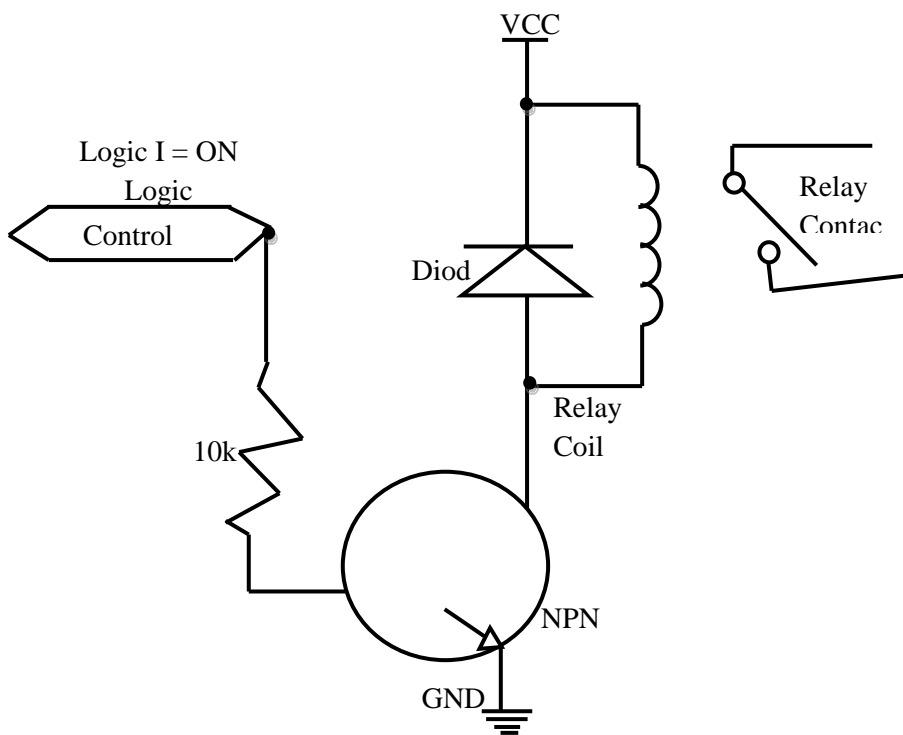 VCC
Logic I = ON
Logic
Control
Relay
Contac
Diod
Relay
Coil
10k
NPN
GND